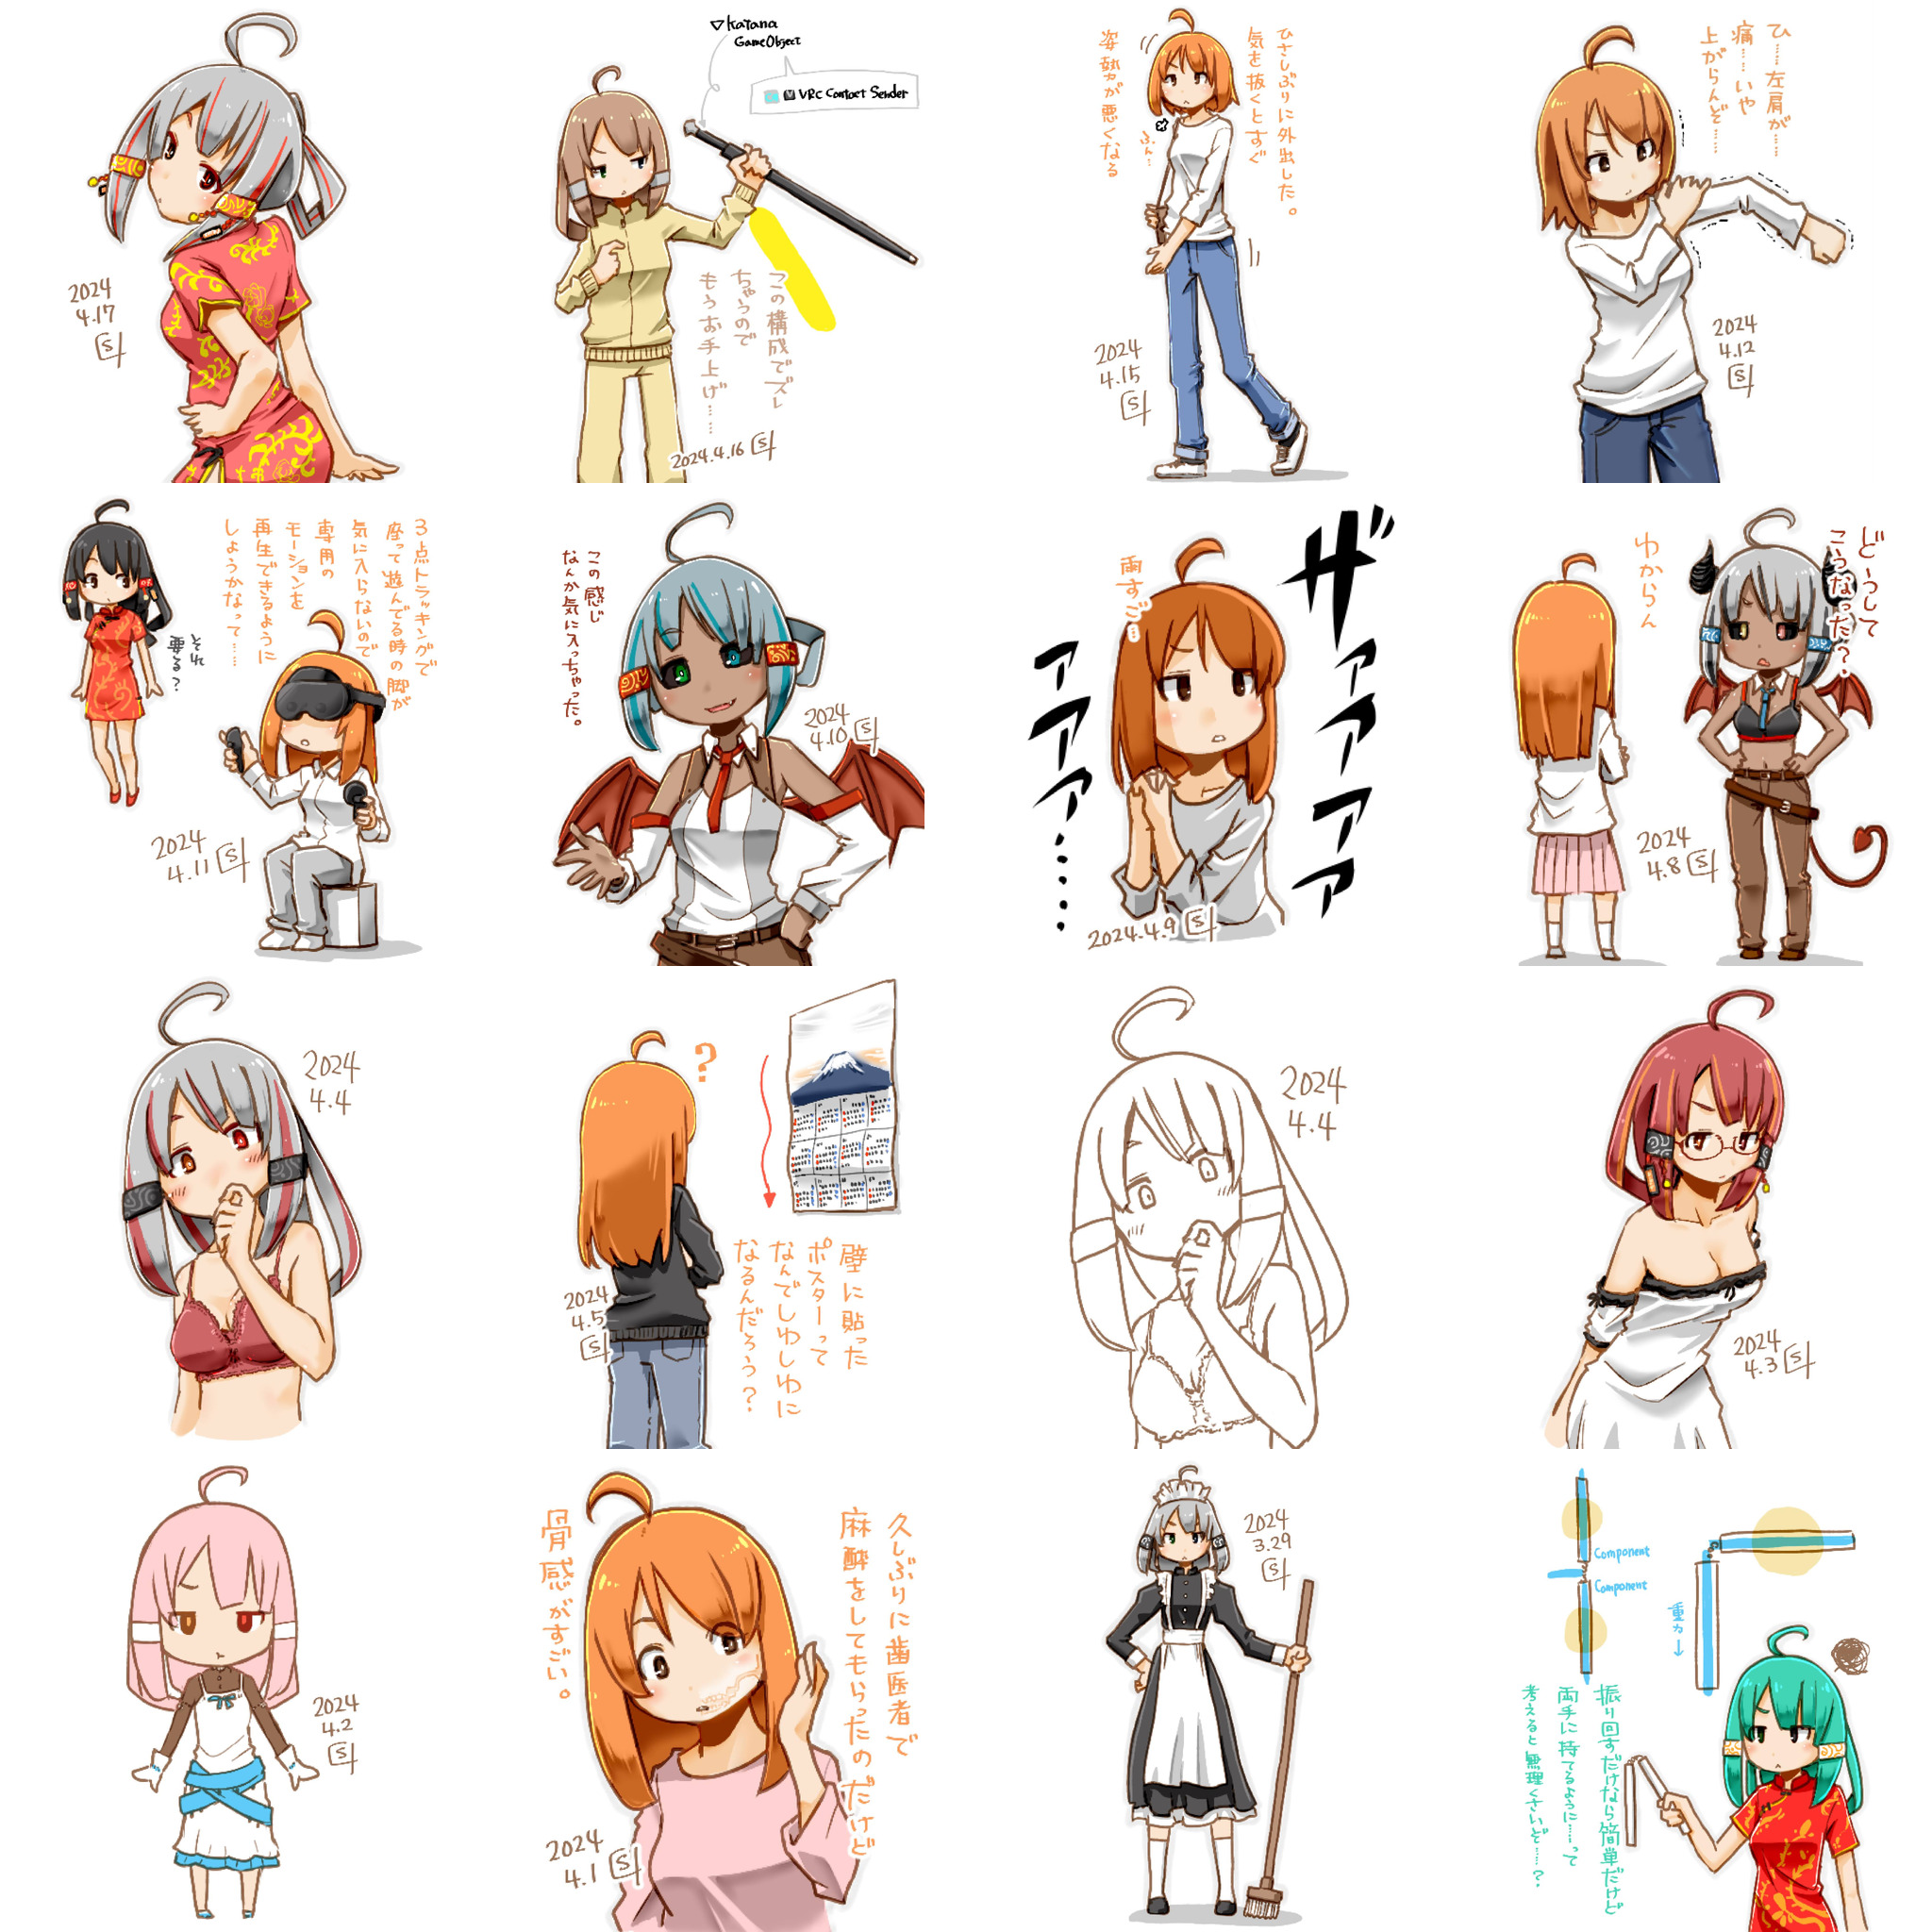 2024
4.17
▽Katana
GameObject
VRC Contact Sender
この構成でズレ
ちゃうので
もうお手上げ……
2024.4.16
ひさしぶりに外出した。
気を抜くとすぐ
姿勢が悪くなる
ふん…
2024
4.15
ひ……左肩が……
痛……いや
上がらんぞ……
2024
4.12
3点トラッキングで
座って遊んでる時の脚が
気に入らないので
専用の
モーションを
再生できるように
しようかなって……
それ
要る?
2024
4.11
この感じ
なんか気に入っちゃった。
2024
4.10
ザァァァァァ
アァアァ……
雨すご…
2024.4.9
ど〜して
こうなった?
わからん
2024
4.8
2024
4.4
?
壁に貼った
ポスターって
なんでしわしわに
なるんだろう?
2024
4.5
2024
4.4
2024
4.3
2024
4.2
久しぶりに歯医者で
麻酔をしてもらったのだけど
骨感がすごい。
2024
4.1
2024
3.29
Component
Component
重力↓
振り回すだけなら簡単だけど
両手に持てるように……って
考えると無理くさいぞ……?